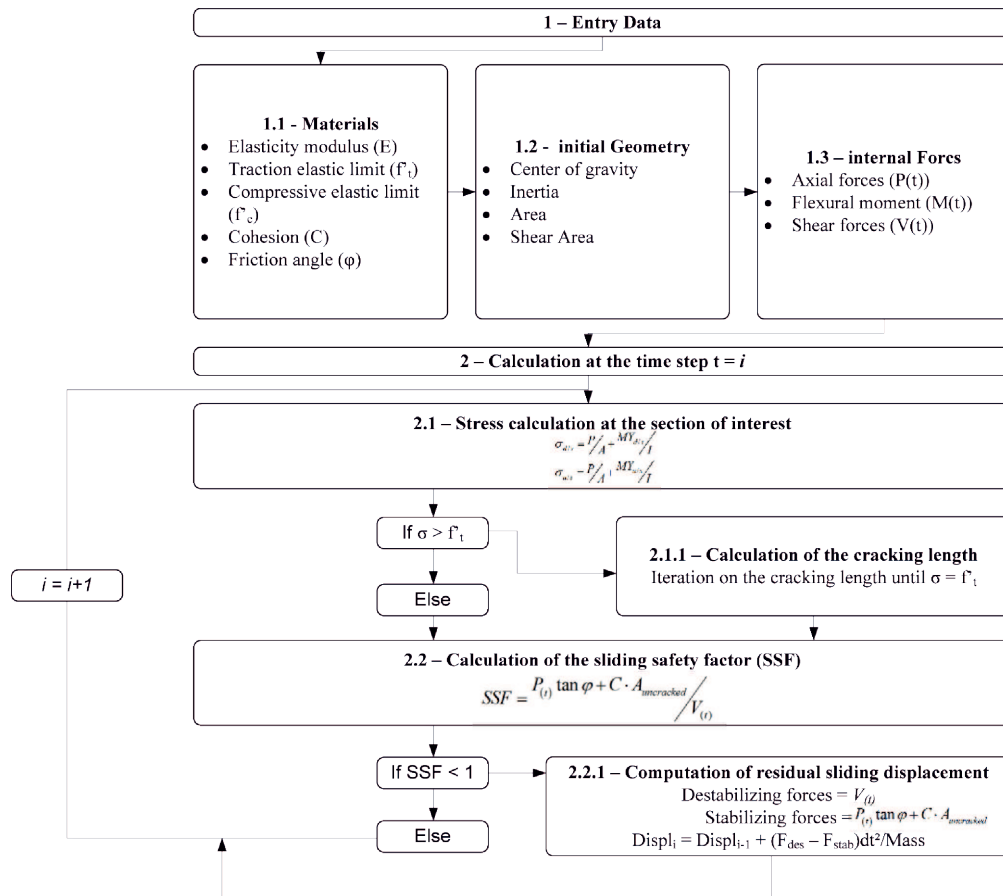 1 – Entry Data
1.1 - Materials
• Elasticity modulus (E)
• Traction elastic limit (f'ₜ)
• Compressive elastic limit
(f'c)
• Cohesion (C)
• Friction angle (φ)
1.2 - initial Geometry
• Center of gravity
• Inertia
• Area
• Shear Area
1.3 – internal Forcs
• Axial forces (P(t))
• Flexural moment (M(t))
• Shear forces (V(t))
2 – Calculation at the time step t = i
2.1 – Stress calculation at the section of interest
If σ > f'ₜ
2.1.1 – Calculation of the cracking length
Iteration on the cracking length until σ = f'ₜ
i = i+1
Else
2.2 – Calculation of the sliding safety factor (SSF)
SSF = P(t) tan φ + C · Auncracked / V(t)
If SSF < 1
2.2.1 – Computation of residual sliding displacement
Destabilizing forces = V(t)
Stabilizing forces = P(t) tan φ + C · Auncracked
Displᵢ = Displᵢ₋₁ + (Fdes – Fstab)dt²/Mass
Else